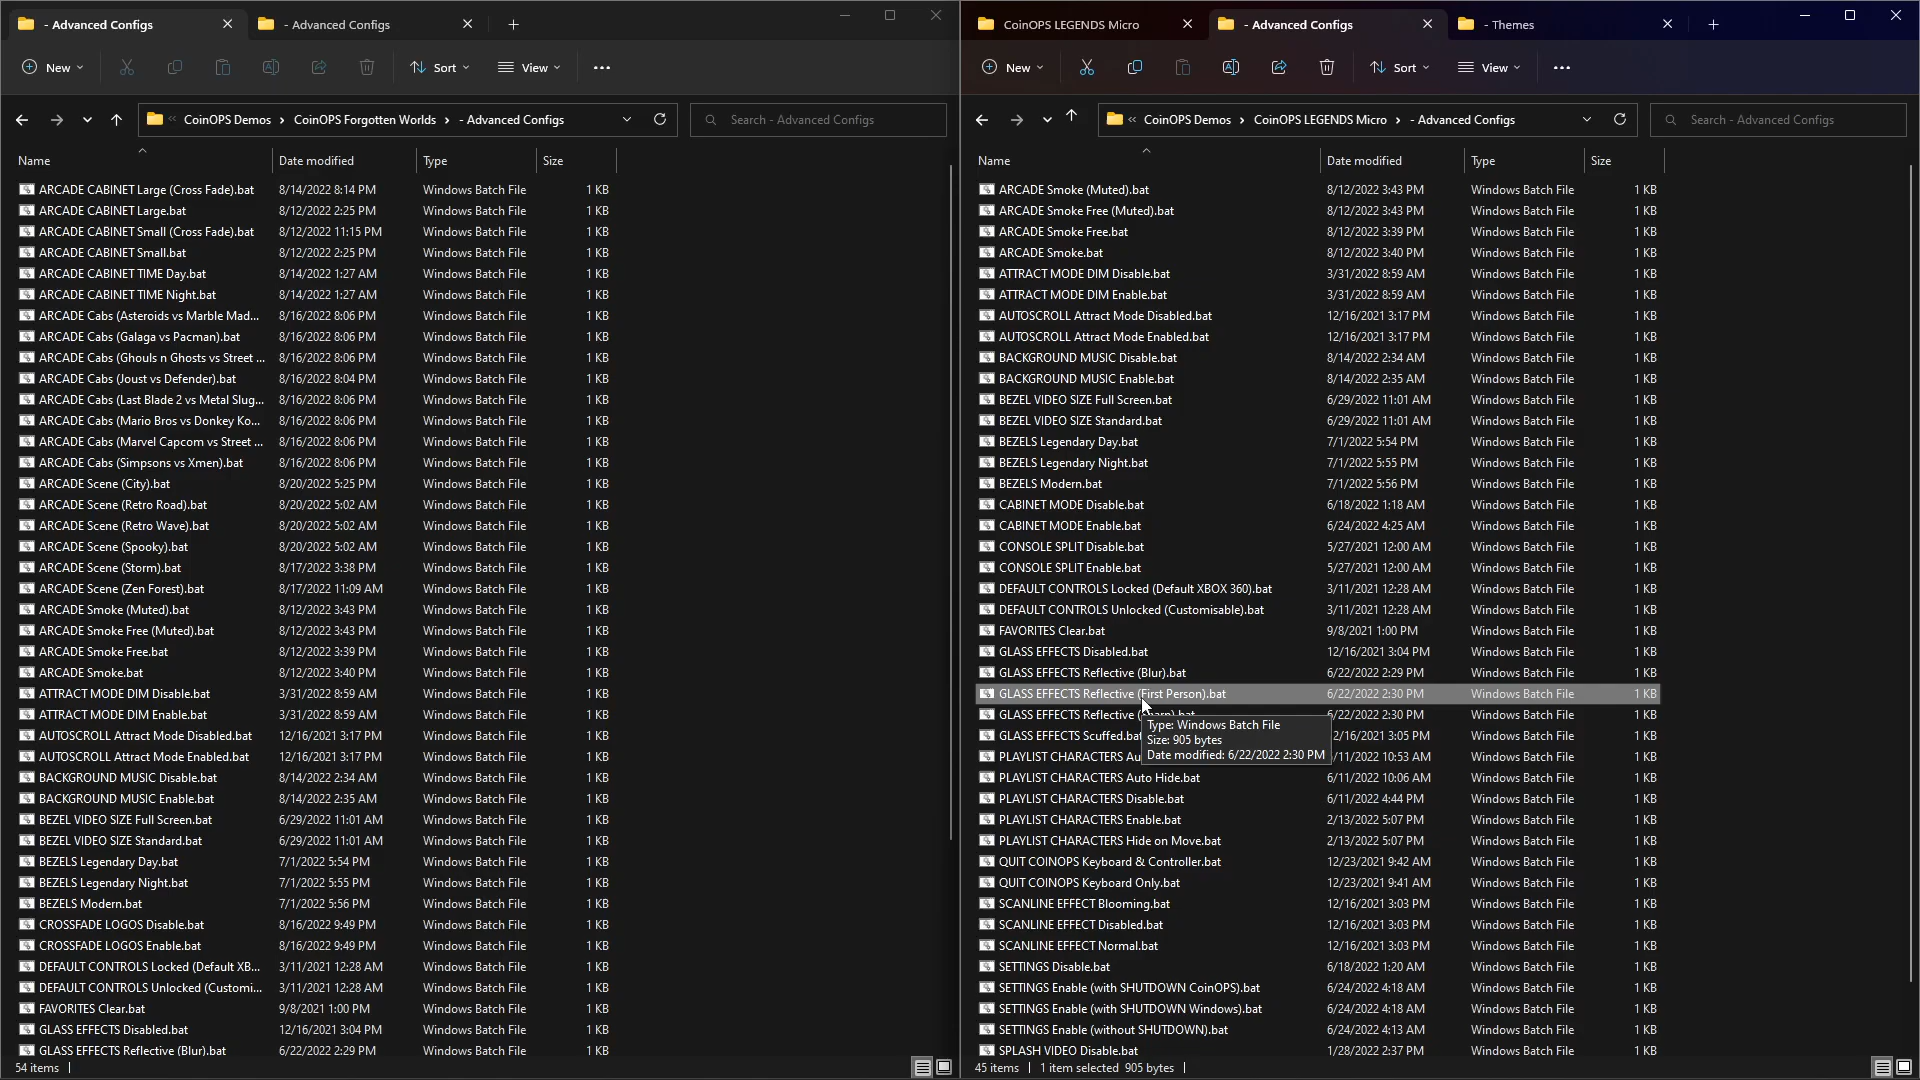 - Advanced Configs
- Advanced Configs
New
Sort
View
CoinOPS Demos > CoinOPS Forgotten Worlds > - Advanced Configs
Search - Advanced Configs
Name Date modified Type Size
ARCADE CABINET Large (Cross Fade).bat 8/14/2022 8:14 PM Windows Batch File 1 KB
ARCADE CABINET Large.bat 8/12/2022 2:25 PM Windows Batch File 1 KB
ARCADE CABINET Small (Cross Fade).bat 8/12/2022 11:15 PM Windows Batch File 1 KB
ARCADE CABINET Small.bat 8/12/2022 2:25 PM Windows Batch File 1 KB
ARCADE CABINET TIME Day.bat 8/14/2022 1:27 AM Windows Batch File 1 KB
ARCADE CABINET TIME Night.bat 8/14/2022 1:27 AM Windows Batch File 1 KB
ARCADE Cabs (Asteroids vs Marble Mad... 8/16/2022 8:06 PM Windows Batch File 1 KB
ARCADE Cabs (Galaga vs Pacman).bat 8/16/2022 8:06 PM Windows Batch File 1 KB
ARCADE Cabs (Ghouls n Ghosts vs Street ... 8/16/2022 8:06 PM Windows Batch File 1 KB
ARCADE Cabs (Joust vs Defender).bat 8/16/2022 8:04 PM Windows Batch File 1 KB
ARCADE Cabs (Last Blade 2 vs Metal Slug... 8/16/2022 8:06 PM Windows Batch File 1 KB
ARCADE Cabs (Mario Bros vs Donkey Ko... 8/16/2022 8:06 PM Windows Batch File 1 KB
ARCADE Cabs (Marvel Capcom vs Street ... 8/16/2022 8:06 PM Windows Batch File 1 KB
ARCADE Cabs (Simpsons vs Xmen).bat 8/16/2022 8:06 PM Windows Batch File 1 KB
ARCADE Scene (City).bat 8/20/2022 5:25 PM Windows Batch File 1 KB
ARCADE Scene (Retro Road).bat 8/20/2022 5:02 AM Windows Batch File 1 KB
ARCADE Scene (Retro Wave).bat 8/20/2022 5:02 AM Windows Batch File 1 KB
ARCADE Scene (Spooky).bat 8/20/2022 5:02 AM Windows Batch File 1 KB
ARCADE Scene (Storm).bat 8/17/2022 3:38 PM Windows Batch File 1 KB
ARCADE Scene (Zen Forest).bat 8/17/2022 11:09 AM Windows Batch File 1 KB
ARCADE Smoke (Muted).bat 8/12/2022 3:43 PM Windows Batch File 1 KB
ARCADE Smoke Free (Muted).bat 8/12/2022 3:43 PM Windows Batch File 1 KB
ARCADE Smoke Free.bat 8/12/2022 3:39 PM Windows Batch File 1 KB
ARCADE Smoke.bat 8/12/2022 3:40 PM Windows Batch File 1 KB
ATTRACT MODE DIM Disable.bat 3/31/2022 8:59 AM Windows Batch File 1 KB
ATTRACT MODE DIM Enable.bat 3/31/2022 8:59 AM Windows Batch File 1 KB
AUTOSCROLL Attract Mode Disabled.bat 12/16/2021 3:17 PM Windows Batch File 1 KB
AUTOSCROLL Attract Mode Enabled.bat 12/16/2021 3:17 PM Windows Batch File 1 KB
BACKGROUND MUSIC Disable.bat 8/14/2022 2:34 AM Windows Batch File 1 KB
BACKGROUND MUSIC Enable.bat 8/14/2022 2:35 AM Windows Batch File 1 KB
BEZEL VIDEO SIZE Full Screen.bat 6/29/2022 11:01 AM Windows Batch File 1 KB
BEZEL VIDEO SIZE Standard.bat 6/29/2022 11:01 AM Windows Batch File 1 KB
BEZELS Legendary Day.bat 7/1/2022 5:54 PM Windows Batch File 1 KB
BEZELS Legendary Night.bat 7/1/2022 5:55 PM Windows Batch File 1 KB
BEZELS Modern.bat 7/1/2022 5:56 PM Windows Batch File 1 KB
CROSSFADE LOGOS Disable.bat 8/16/2022 9:49 PM Windows Batch File 1 KB
CROSSFADE LOGOS Enable.bat 8/16/2022 9:49 PM Windows Batch File 1 KB
DEFAULT CONTROLS Locked (Default XB... 3/11/2021 12:28 AM Windows Batch File 1 KB
DEFAULT CONTROLS Unlocked (Customi... 3/11/2021 12:28 AM Windows Batch File 1 KB
FAVORITES Clear.bat 9/8/2021 1:00 PM Windows Batch File 1 KB
GLASS EFFECTS Disabled.bat 12/16/2021 3:04 PM Windows Batch File 1 KB
GLASS EFFECTS Reflective (Blur).bat 6/22/2022 2:29 PM Windows Batch File 1 KB
54 items
CoinOPS LEGENDS Micro
- Advanced Configs
- Themes
New
Sort
View
CoinOPS Demos > CoinOPS LEGENDS Micro > - Advanced Configs
Search - Advanced Configs
Name Date modified Type Size
ARCADE Smoke (Muted).bat 8/12/2022 3:43 PM Windows Batch File 1 KB
ARCADE Smoke Free (Muted).bat 8/12/2022 3:43 PM Windows Batch File 1 KB
ARCADE Smoke Free.bat 8/12/2022 3:39 PM Windows Batch File 1 KB
ARCADE Smoke.bat 8/12/2022 3:40 PM Windows Batch File 1 KB
ATTRACT MODE DIM Disable.bat 3/31/2022 8:59 AM Windows Batch File 1 KB
ATTRACT MODE DIM Enable.bat 3/31/2022 8:59 AM Windows Batch File 1 KB
AUTOSCROLL Attract Mode Disabled.bat 12/16/2021 3:17 PM Windows Batch File 1 KB
AUTOSCROLL Attract Mode Enabled.bat 12/16/2021 3:17 PM Windows Batch File 1 KB
BACKGROUND MUSIC Disable.bat 8/14/2022 2:34 AM Windows Batch File 1 KB
BACKGROUND MUSIC Enable.bat 8/14/2022 2:35 AM Windows Batch File 1 KB
BEZEL VIDEO SIZE Full Screen.bat 6/29/2022 11:01 AM Windows Batch File 1 KB
BEZEL VIDEO SIZE Standard.bat 6/29/2022 11:01 AM Windows Batch File 1 KB
BEZELS Legendary Day.bat 7/1/2022 5:54 PM Windows Batch File 1 KB
BEZELS Legendary Night.bat 7/1/2022 5:55 PM Windows Batch File 1 KB
BEZELS Modern.bat 7/1/2022 5:56 PM Windows Batch File 1 KB
CABINET MODE Disable.bat 6/18/2022 1:18 AM Windows Batch File 1 KB
CABINET MODE Enable.bat 6/24/2022 4:25 AM Windows Batch File 1 KB
CONSOLE SPLIT Disable.bat 5/27/2021 12:00 AM Windows Batch File 1 KB
CONSOLE SPLIT Enable.bat 5/27/2021 12:00 AM Windows Batch File 1 KB
DEFAULT CONTROLS Locked (Default XBOX 360).bat 3/11/2021 12:28 AM Windows Batch File 1 KB
DEFAULT CONTROLS Unlocked (Customisable).bat 3/11/2021 12:28 AM Windows Batch File 1 KB
FAVORITES Clear.bat 9/8/2021 1:00 PM Windows Batch File 1 KB
GLASS EFFECTS Disabled.bat 12/16/2021 3:04 PM Windows Batch File 1 KB
GLASS EFFECTS Reflective (Blur).bat 6/22/2022 2:29 PM Windows Batch File 1 KB
GLASS EFFECTS Reflective (First Person).bat 6/22/2022 2:30 PM Windows Batch File 1 KB
GLASS EFFECTS Reflective ( 6/22/2022 2:30 PM Windows Batch File 1 KB
Type: Windows Batch File
GLASS EFFECTS Scuffed.bat 12/16/2021 3:05 PM Windows Batch File 1 KB
Size: 905 bytes
PLAYLIST CHARACTERS Au 6/11/2022 10:53 AM Windows Batch File 1 KB
Date modified: 6/22/2022 2:30 PM
PLAYLIST CHARACTERS Auto Hide.bat 6/11/2022 10:06 AM Windows Batch File 1 KB
PLAYLIST CHARACTERS Disable.bat 6/11/2022 4:44 PM Windows Batch File 1 KB
PLAYLIST CHARACTERS Enable.bat 2/13/2022 5:07 PM Windows Batch File 1 KB
PLAYLIST CHARACTERS Hide on Move.bat 2/13/2022 5:07 PM Windows Batch File 1 KB
QUIT COINOPS Keyboard & Controller.bat 12/23/2021 9:42 AM Windows Batch File 1 KB
QUIT COINOPS Keyboard Only.bat 12/23/2021 9:41 AM Windows Batch File 1 KB
SCANLINE EFFECT Blooming.bat 12/16/2021 3:03 PM Windows Batch File 1 KB
SCANLINE EFFECT Disabled.bat 12/16/2021 3:03 PM Windows Batch File 1 KB
SCANLINE EFFECT Normal.bat 12/16/2021 3:03 PM Windows Batch File 1 KB
SETTINGS Disable.bat 6/18/2022 1:20 AM Windows Batch File 1 KB
SETTINGS Enable (with SHUTDOWN CoinOPS).bat 6/24/2022 4:18 AM Windows Batch File 1 KB
SETTINGS Enable (with SHUTDOWN Windows).bat 6/24/2022 4:18 AM Windows Batch File 1 KB
SETTINGS Enable (without SHUTDOWN).bat 6/24/2022 4:13 AM Windows Batch File 1 KB
SPLASH VIDEO Disable.bat 1/28/2022 2:37 PM Windows Batch File 1 KB
45 items 1 item selected 905 bytes